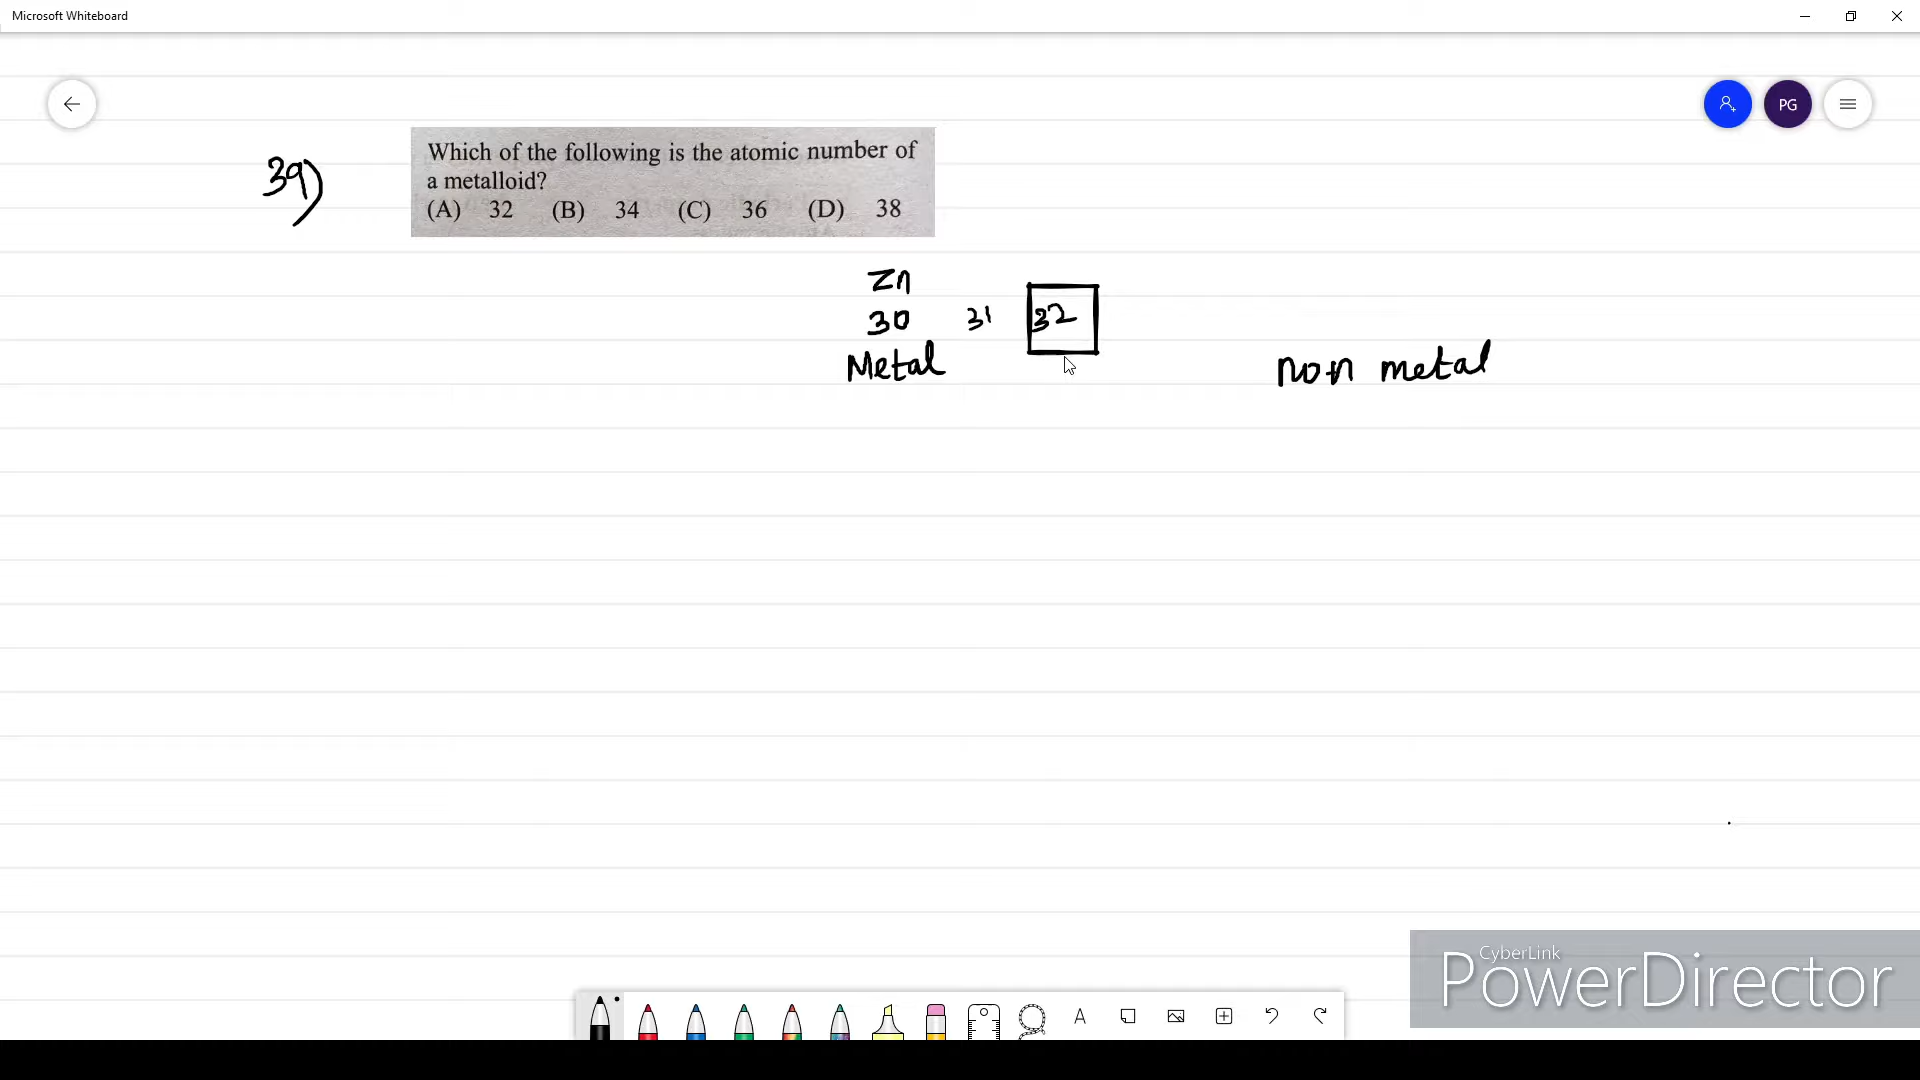 Microsoft Whiteboard
PG
39)
Which of the following is the atomic number of
a metalloid?
(A) 32 (B) 34 (C) 36 (D) 38
Zn
30 31 32
Metal
non metal
CyberLink
PowerDirector
A